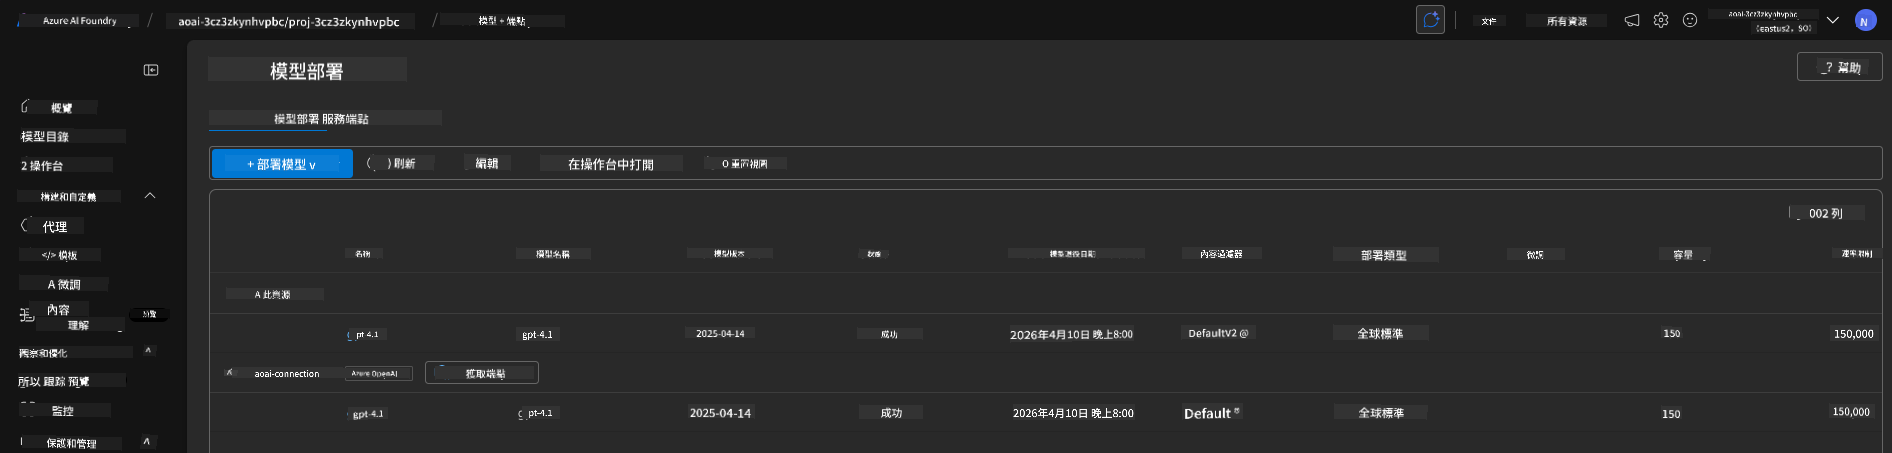 Azure AI Foundry / aoai-3cz3zkynhvpbc/proj-3cz3zkynhvpbc / 模型 + 端點 文件 所有資源 aoai-3cz3zkynhvpbc
(eastus2, S0) N
模型部署 ? 幫助
概覽
模型部署 服務端點
模型目錄
2 操作台
+ 部署模型 v 刷新 編輯 在操作台中打開 重置視圖
構建和自定義
代理 002 列
</> 模板 名稱 模型名稱 模型版本 狀態 模型退役日期 內容過濾器 部署類型 微調 容量 速率限制
A 微調
A 此資源
內容 預覽
理解
gpt-4.1 gpt-4.1 2025-04-14 成功 2026年4月10日 晚上8:00 DefaultV2 全球標準 150 150,000
觀察和優化
aoai-connection Azure OpenAI 獲取端點
所以 跟踪 預覽
監控
gpt-4.1 gpt-4.1 2025-04-14 成功 2026年4月10日 晚上8:00 Default 全球標準 150 150,000
保護和管理